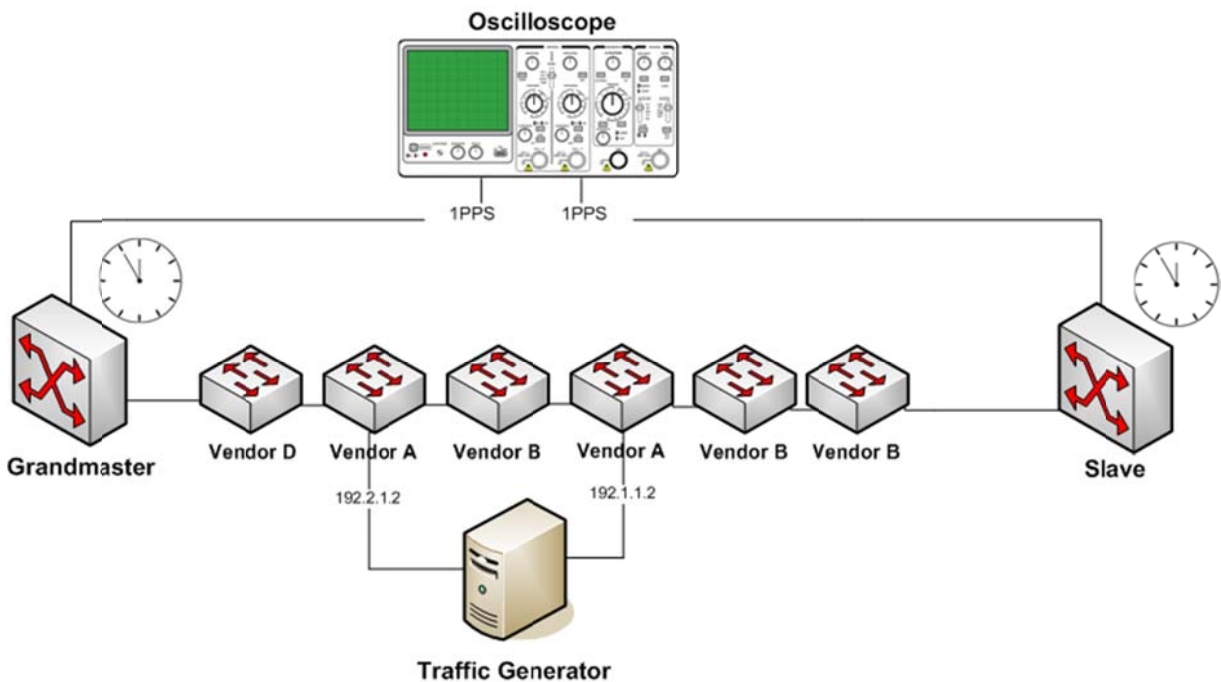 Oscilloscope
1PPS
1PPS
Grandmaster
Vendor D
Vendor A
Vendor B
Vendor A
Vendor B
Vendor B
Slave
192.2.1.2
192.1.1.2
Traffic Generator